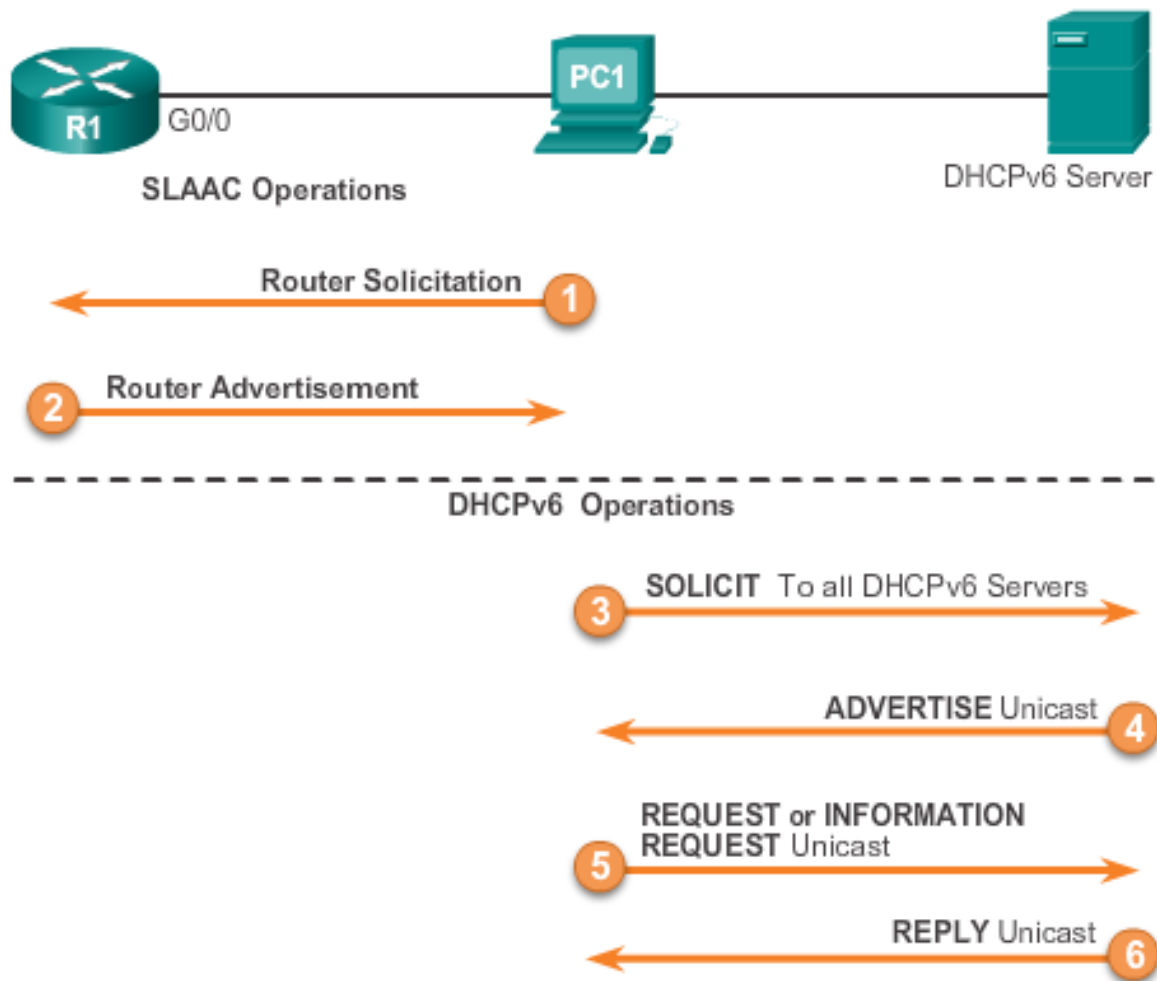 PC1
R1
G0/0
DHCPv6 Server
SLAAC Operations
Router Solicitation
1
Router Advertisement
2
DHCPv6 Operations
SOLICIT To all DHCPv6 Servers
3
ADVERTISE Unicast
4
REQUEST or INFORMATION
REQUEST Unicast
5
REPLY Unicast
6